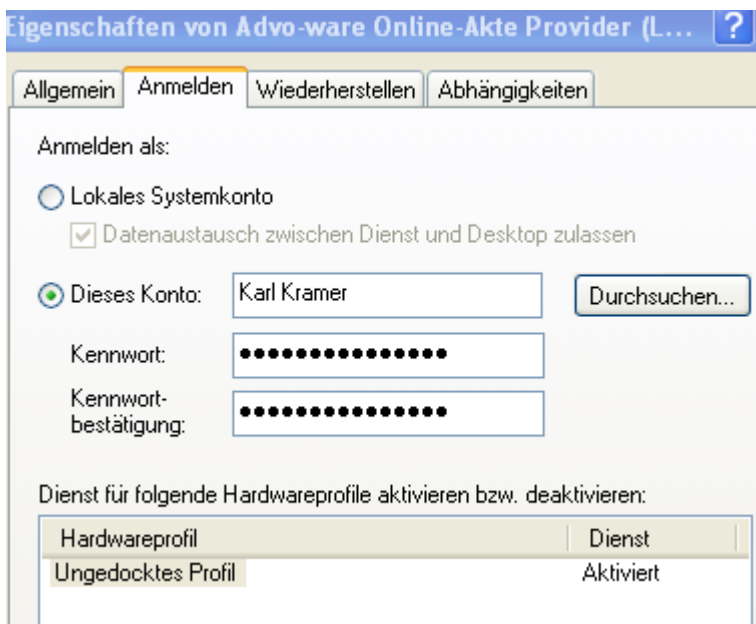 Eigenschaften von Advo-ware Online-Akte Provider (L... ?
Allgemein Anmelden Wiederherstellen Abhängigkeiten
Anmelden als:
Lokales Systemkonto
Datenaustausch zwischen Dienst und Desktop zulassen
Dieses Konto: Karl Kramer Durchsuchen...
Kennwort: ●●●●●●●●●●●●●●●
Kennwort-
bestätigung: ●●●●●●●●●●●●●●●
Dienst für folgende Hardwareprofile aktivieren bzw. deaktivieren:
Hardwareprofil Dienst
Ungedocktes Profil Aktiviert